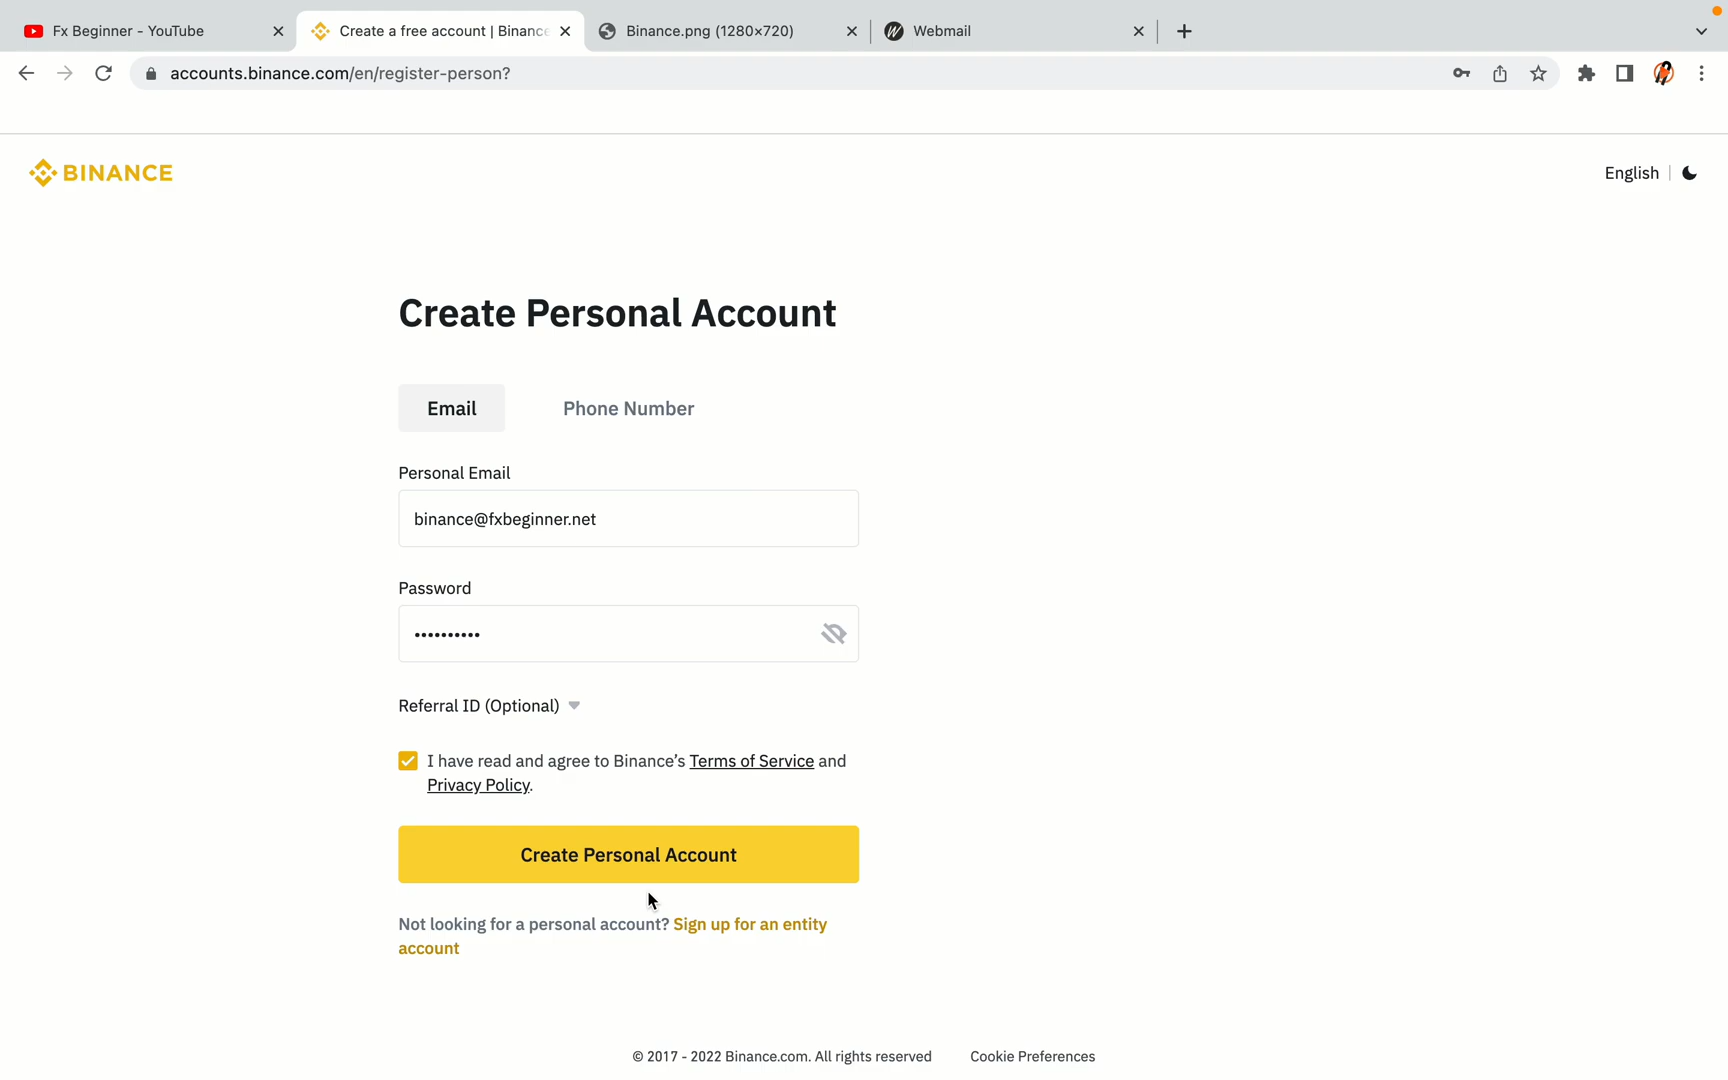 Fx Beginner - YouTube
Create a free account | Binance
Binance.png (1280×720)
Webmail
accounts.binance.com/en/register-person?
BINANCE
English
Create Personal Account
Email
Phone Number
Personal Email
binance@fxbeginner.net
Password
••••••••••
Referral ID (Optional)
I have read and agree to Binance’s Terms of Service and
Privacy Policy.
Create Personal Account
Not looking for a personal account? Sign up for an entity
account
© 2017 - 2022 Binance.com. All rights reserved
Cookie Preferences